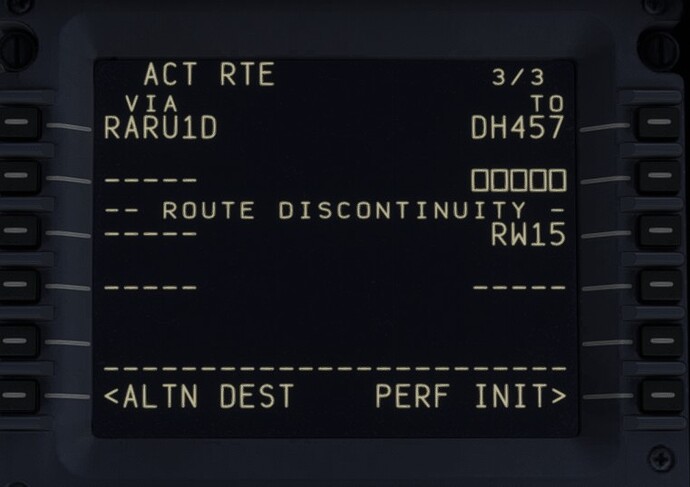 ACT RTE 3/3
VIA TO
RARU1D DH457
----- □□□□□
-- ROUTE DISCONTINUITY -
----- RW15
----- -----
------------------------
<ALTN DEST PERF INIT>